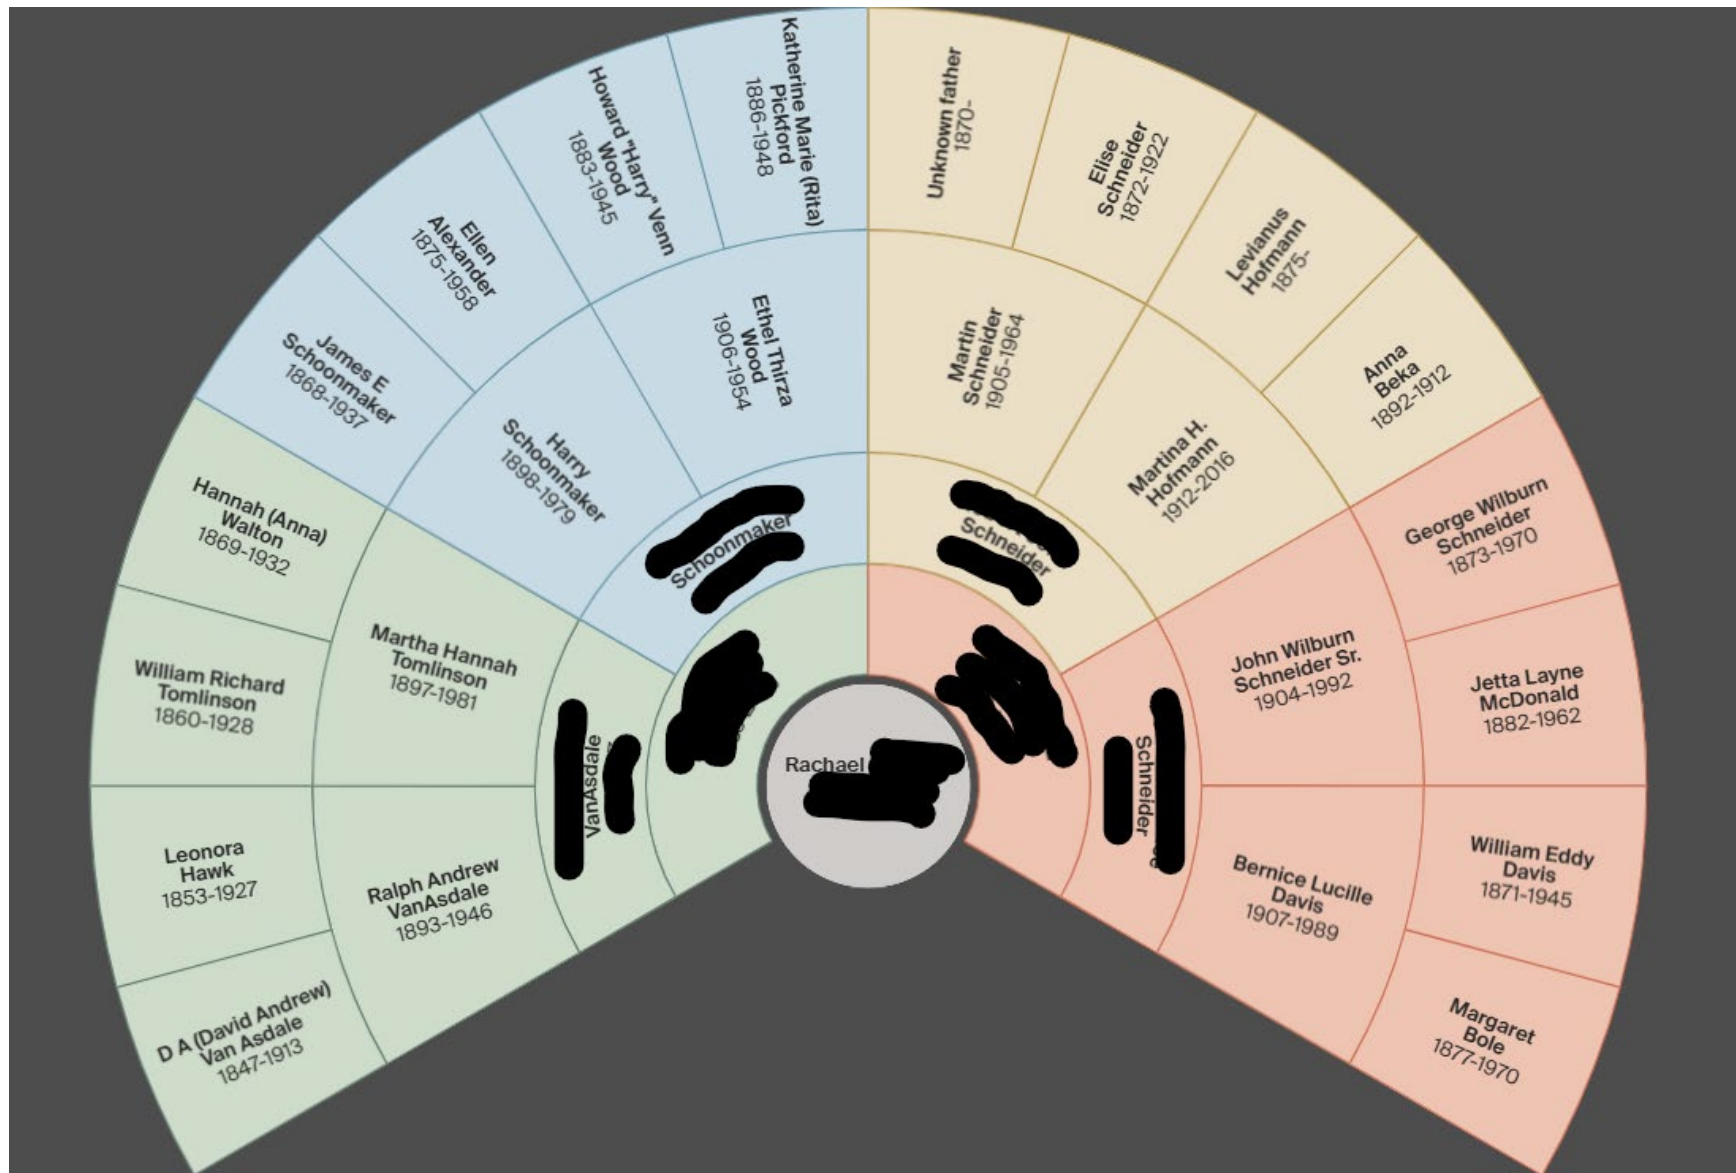 D A (David Andrew)
Van Asdale
1847-1913
Leonora
Hawk
1853-1927
William Richard
Tomlinson
1860-1928
Hannah (Anna)
Walton
1869-1932
James E
Schoonmaker
1868-1937
Ellen
Alexander
1875-1958
Howard "Harry" Venn
Wood
1883-1945
Katherine Marie (Rita)
Pickford
1886-1948
Unknown father
1870-
Elise
Schneider
1872-1922
Levianus
Hofmann
1875-
Anna
Beka
1892-1912
George Wilburn
Schneider
1873-1970
Jetta Layne
McDonald
1882-1962
William Eddy
Davis
1871-1945
Margaret
Bole
1877-1970
Ralph Andrew
VanAsdale
1893-1946
Martha Hannah
Tomlinson
1897-1981
Harry
Schoonmaker
1898-1979
Ethel Thirza
Wood
1906-1954
Martin
Schneider
1905-1964
Martina H.
Hofmann
1912-2016
John Wilburn
Schneider Sr.
1904-1992
Bernice Lucille
Davis
1907-1989
VanAsdale
Schoonmaker
Schneider
Schneider
Rachael